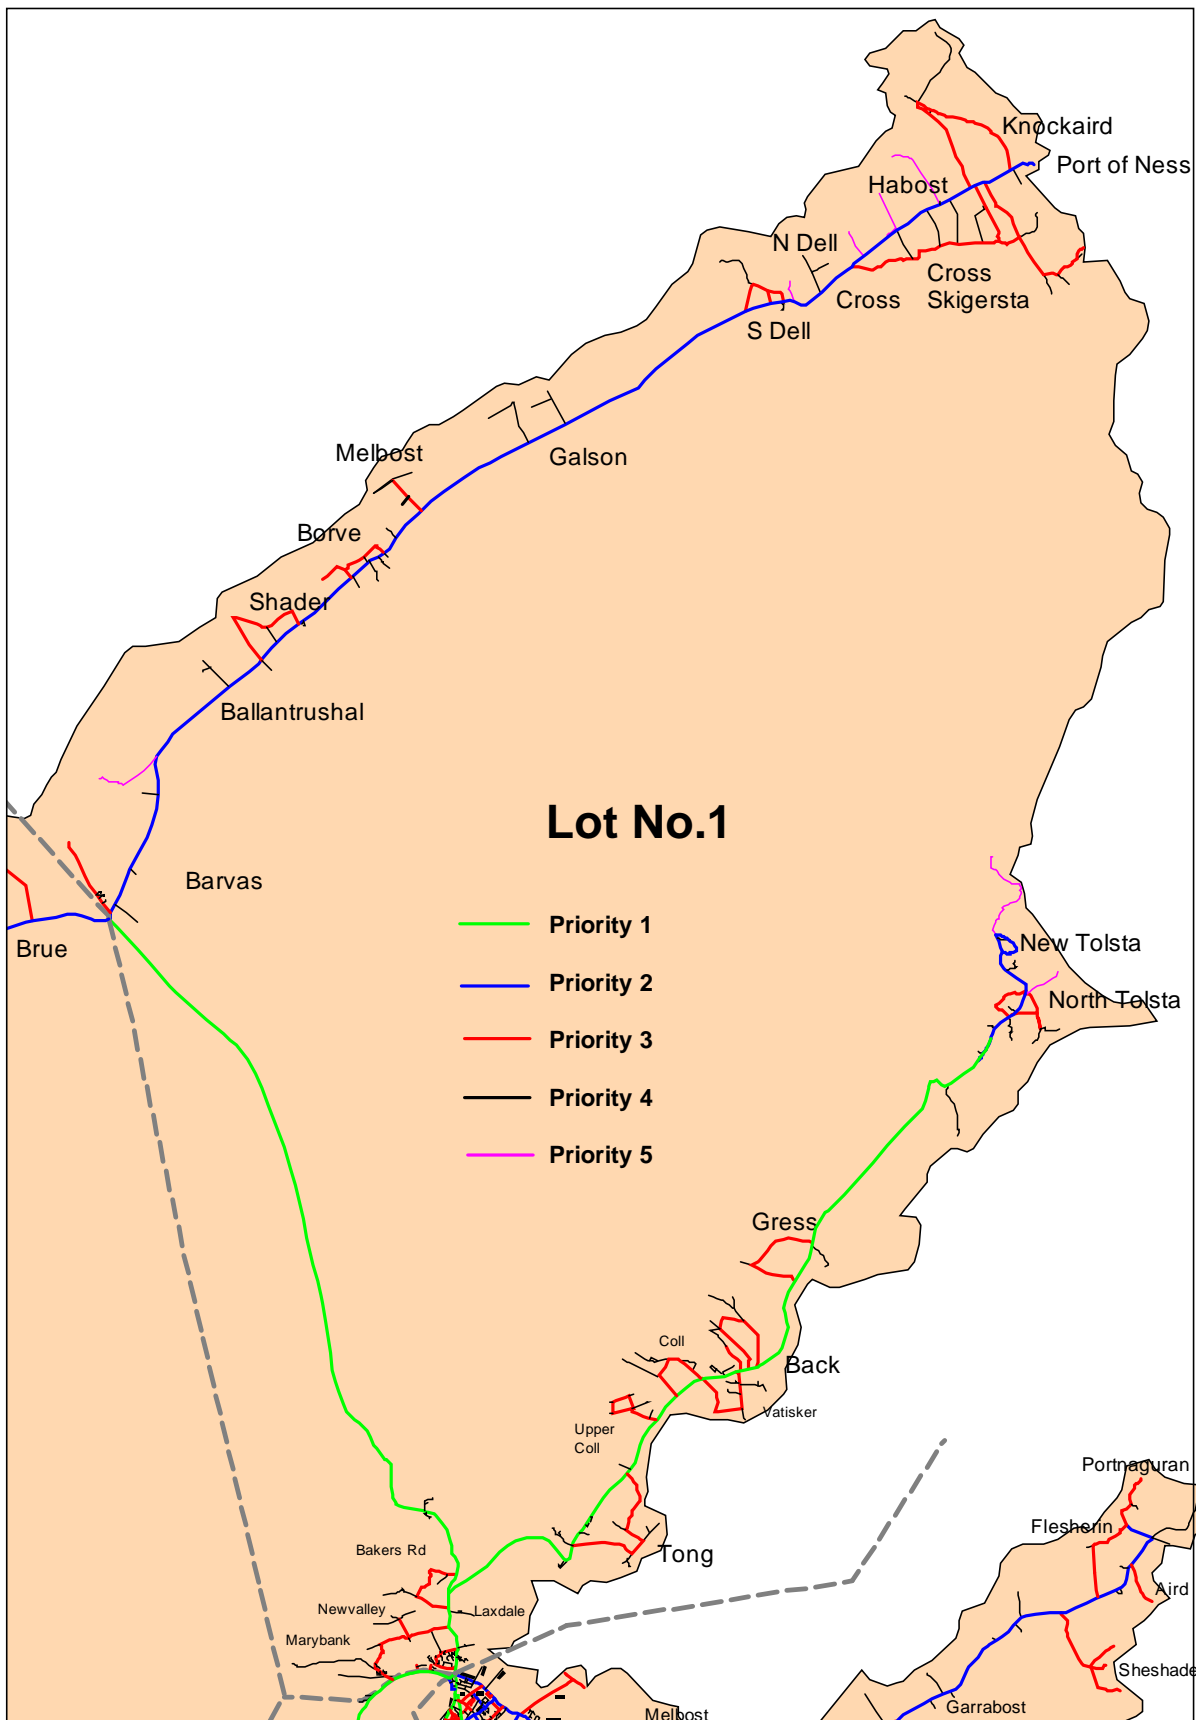 Knockaird
Port of Ness
Habost
N Dell
Cross
Skigersta
Cross
S Dell
Melbost
Galson
Borve
Shader
Ballantrushal
Lot No.1
Barvas
Brue
Priority 1
Priority 2
Priority 3
Priority 4
Priority 5
New Tolsta
North Tolsta
Gress
Coll
Back
Vatisker
Upper
Coll
Portnaguran
Flesherin
Bakers Rd
Tong
Aird
Newvalley
Laxdale
Marybank
Sheshade
Garrabost
Melbost